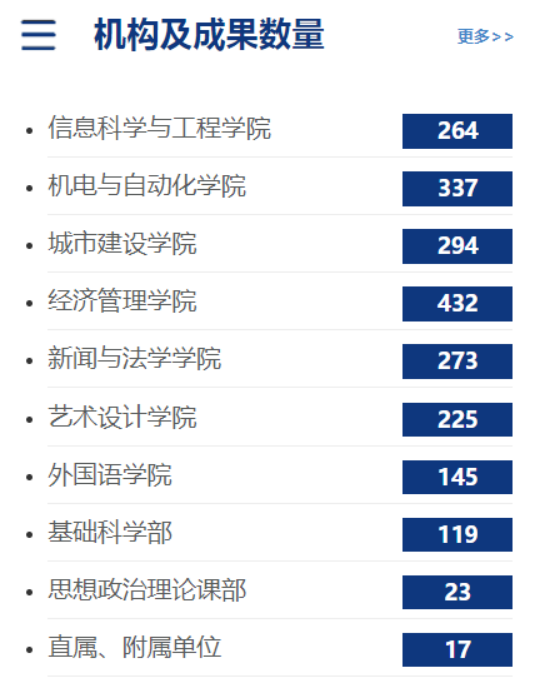 机构及成果数量 更多>>
信息科学与工程学院 264
机电与自动化学院 337
城市建设学院 294
经济管理学院 432
新闻与法学学院 273
艺术设计学院 225
外国语学院 145
基础科学部 119
思想政治理论课部 23
直属、附属单位 17